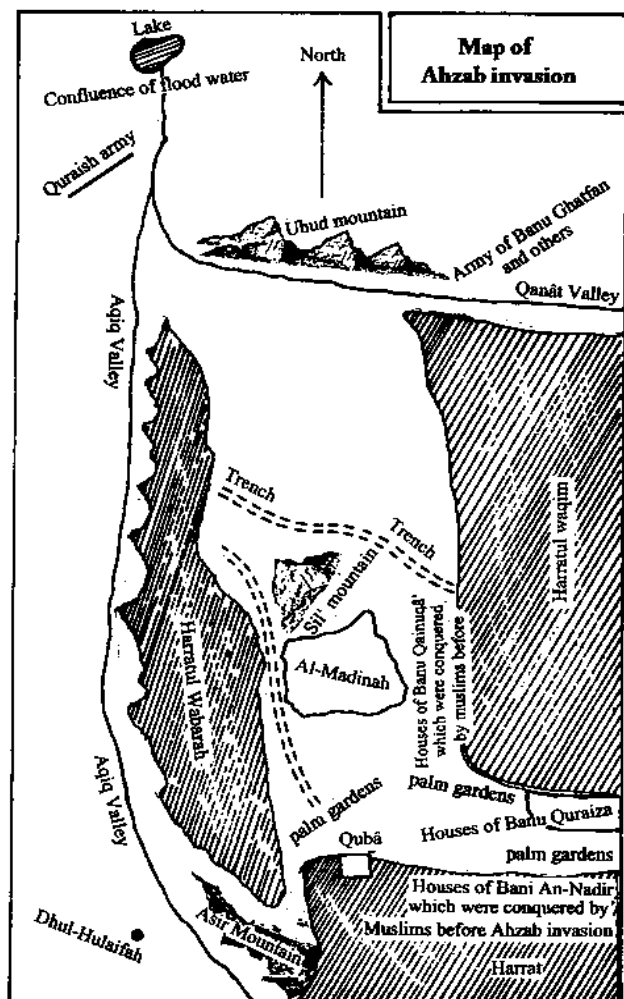 Lake
Confluence of flood water
North
Map of
Ahzab invasion
Quraish army
Uhud mountain
Army of Banu Ghatfan
and others
Qanât Valley
Aqiq Valley
Trench
Trench
Sil' mountain
Harratul waqim
Houses of Banu Qainuqâ'
which were conquered
by muslims before
Al-Madinah
Harratul Wabarah
Aqiq Valley
palm gardens
palm gardens
Houses of Banu Quraiza
palm gardens
Qubâ
Houses of Bani An-Nadir
which were conquered by
Muslims before Ahzab invasion
Harrat
Asir Mountain
Dhul-Hulaifah